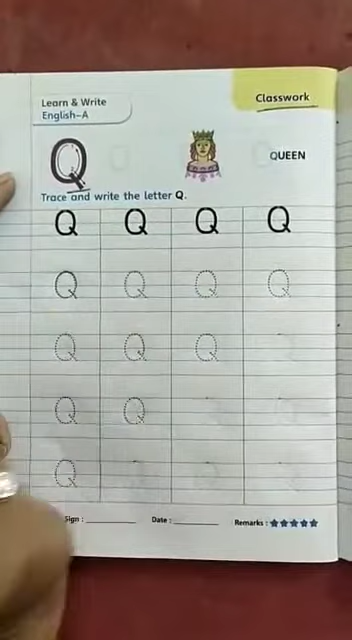 Learn & Write
English–A
Classwork
Q
QUEEN
Trace and write the letter Q.
Q Q Q Q
Q Q Q Q
Q Q Q
Q Q
Q
Sign : Date : Remarks :